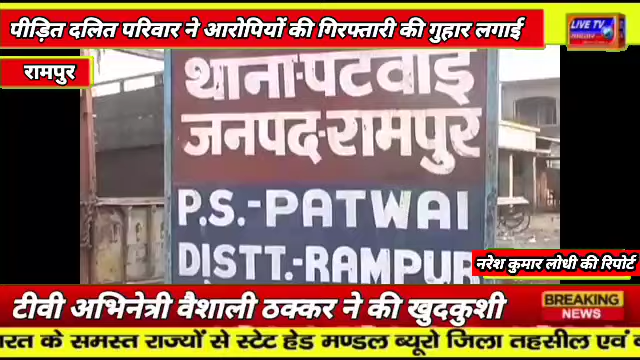 पीड़ित दलित परिवार ने आरोपियों की गिरफ्तारी की गुहार लगाई
LIVE TV
रामपुर
थाना-पटवाई
जनपद-रामपुर
P.S.-PATWAI
DISTT.-RAMPUR
नरेश कुमार लोधी की रिपोर्ट
टीवी अभिनेत्री वैशाली ठक्कर ने की खुदकुशी
BREAKING
NEWS
के समस्त राज्यों से स्टेट हेड मण्डल ब्यूरो जिला तहसील एवं